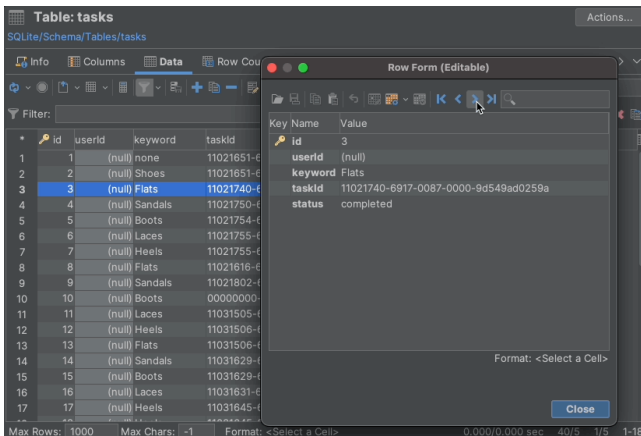 Table: tasks
Actions...
SQLite/Schema/Tables/tasks
Info Columns Data Row Cou
Row Form (Editable)
Filter:
* id userId keyword taskId
1 1 (null) none 11021651-6
2 2 (null) Shoes 11021651-6
3 3 (null) Flats 11021740-6
4 4 (null) Sandals 11021750-6
5 5 (null) Boots 11021754-6
6 6 (null) Laces 11021755-6
7 7 (null) Heels 11021755-6
8 8 (null) Flats 11021616-6
9 9 (null) Sandals 11021802-6
10 10 (null) Boots 00000000-
11 11 (null) Laces 11031505-6
12 12 (null) Heels 11031506-6
13 13 (null) Flats 11031506-6
14 14 (null) Sandals 11031629-6
15 15 (null) Boots 11031629-6
16 16 (null) Laces 11031631-6
17 17 (null) Heels 11031645-6
Key Name Value
id 3
userId (null)
keyword Flats
taskId 11021740-6917-0087-0000-9d549ad0259a
status completed
Format: <Select a Cell>
Close
Max Rows: 1000 Max Chars: -1 Format: <Select a Cell> 0.000/0.000 sec 40/5 1/5 1-18